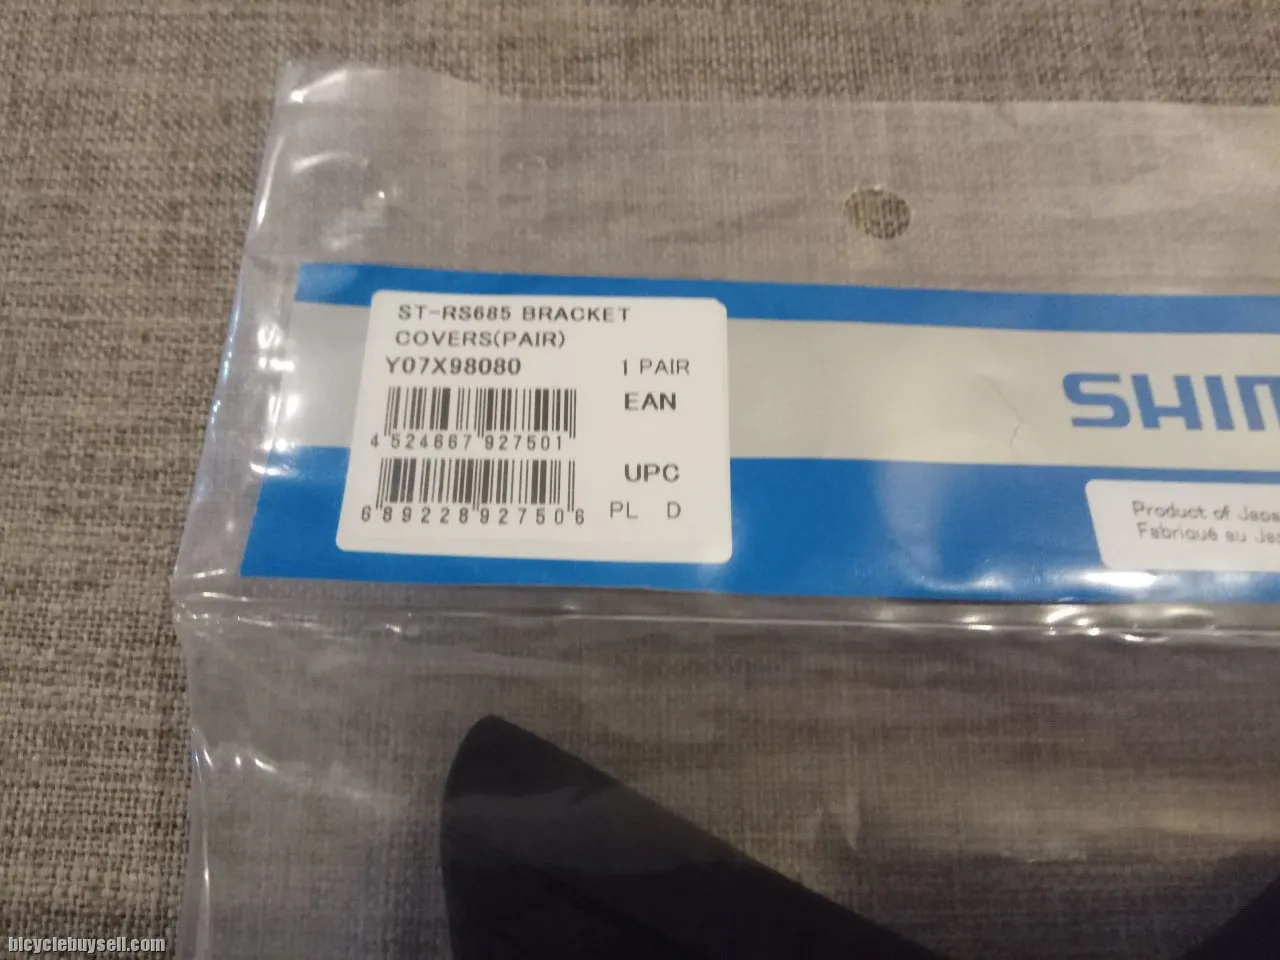 ST-RS685 BRACKET
COVERS(PAIR)
Y07X98080 1 PAIR
EAN
4 524667 927501
UPC
6 89228 92750 6 PL D
SHIM
Product of Japa
Fabriqué au Jap
bicyclebuysell.com